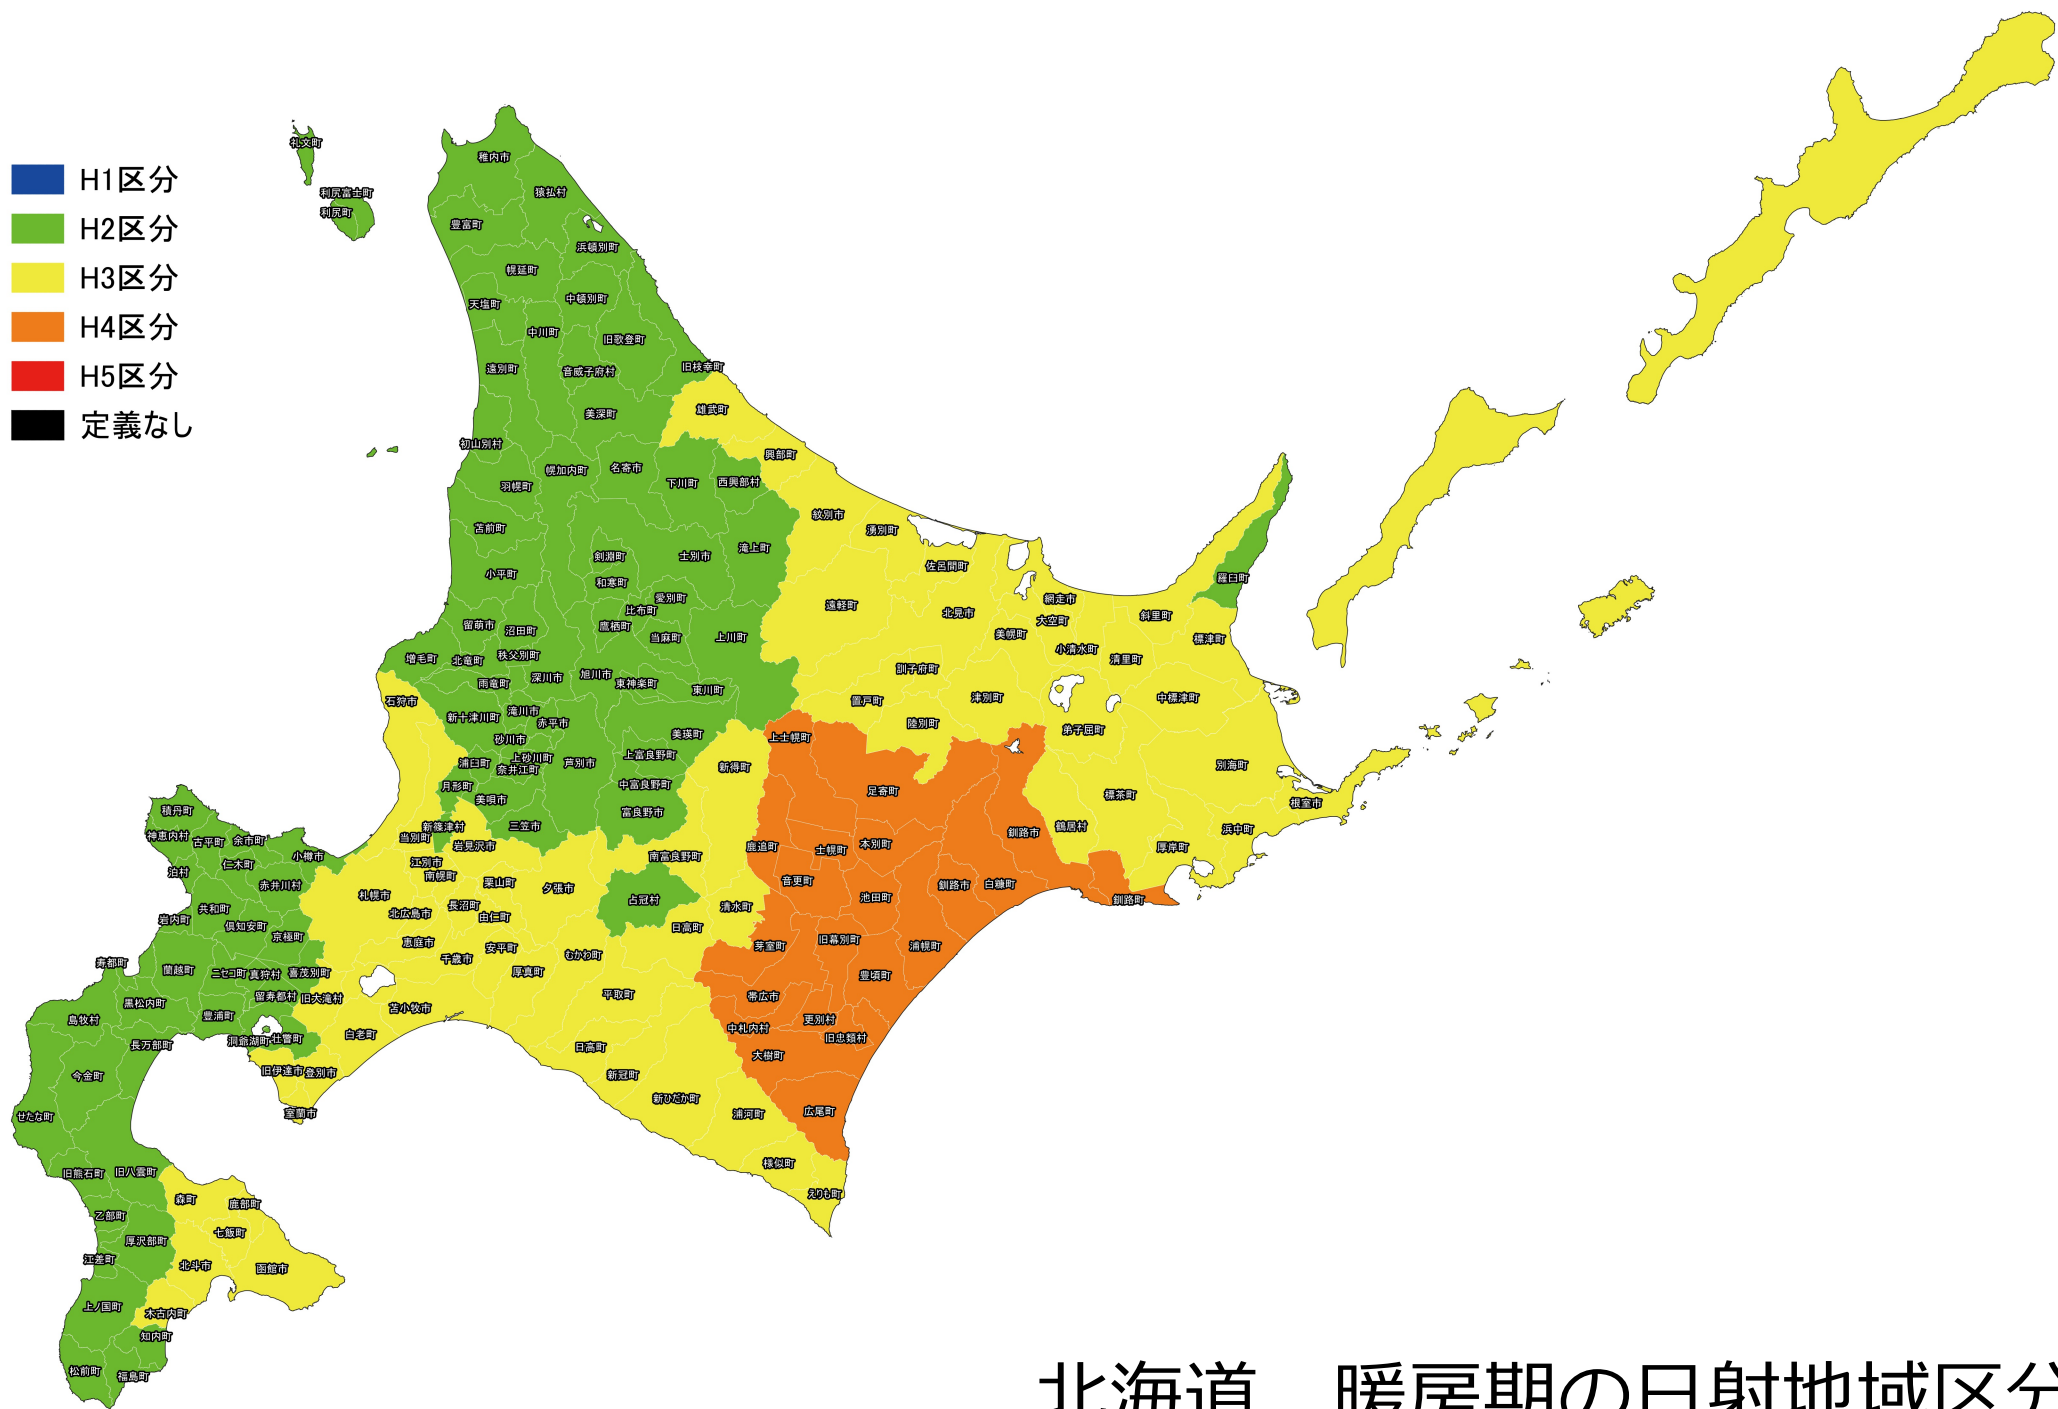 H1区分
H2区分
H3区分
H4区分
H5区分
定義なし
礼文町
利尻富士町
利尻町
稚内市
猿払村
豊富町
浜頓別町
幌延町
天塩町
中頓別町
中川町
旧歌登町
遠別町
音威子府村
旧枝幸町
美深町
雄武町
初山別村
興部町
幌加内町
名寄市
下川町
西興部村
羽幌町
紋別市
湧別町
苫前町
剣淵町
士別市
滝上町
佐呂間町
小平町
和寒町
愛別町
比布町
遠軽町
北見市
網走市
大空町
斜里町
羅臼町
標津町
留萌市
沼田町
鷹栖町
当麻町
上川町
美幌町
小清水町
清里町
増毛町
北竜町
秩父別町
訓子府町
雨竜町
深川市
旭川市
東神楽町
東川町
置戸町
津別町
中標津町
石狩市
新十津川町
滝川市
赤平市
陸別町
弟子屈町
砂川市
美瑛町
上士幌町
浦臼町
上砂川町
奈井江町
芦別市
上富良野町
新得町
別海町
月形町
美唄市
中富良野町
足寄町
標茶町
根室市
積丹町
富良野市
新篠津村
三笠市
釧路市
鶴居村
浜中町
神恵内村
古平町
余市町
当別町
岩見沢市
鹿追町
士幌町
本別町
厚岸町
小樽市
仁木町
江別市
南幌町
南富良野町
泊村
赤井川村
札幌市
栗山町
夕張市
音更町
釧路市
白糠町
占冠村
池田町
釧路町
共和町
岩内町
倶知安町
北広島市
長沼町
由仁町
清水町
日高町
京極町
恵庭市
安平町
千歳市
むかわ町
芽室町
旧幕別町
浦幌町
寿都町
蘭越町
ニセコ町
真狩村
喜茂別町
厚真町
豊頃町
留寿都村
旧大滝村
平取町
帯広市
黒松内町
豊浦町
苫小牧市
更別村
島牧村
白老町
中札内村
旧忠類村
洞爺湖町
壮瞥町
長万部町
日高町
大樹町
今金町
旧伊達市
登別市
新冠町
室蘭市
新ひだか町
浦河町
広尾町
せたな町
旧熊石町
旧八雲町
様似町
えりも町
森町
鹿部町
乙部町
七飯町
厚沢部町
江差町
北斗市
函館市
上ノ国町
木古内町
知内町
松前町
福島町
北海道 暖房期の日射地域区分